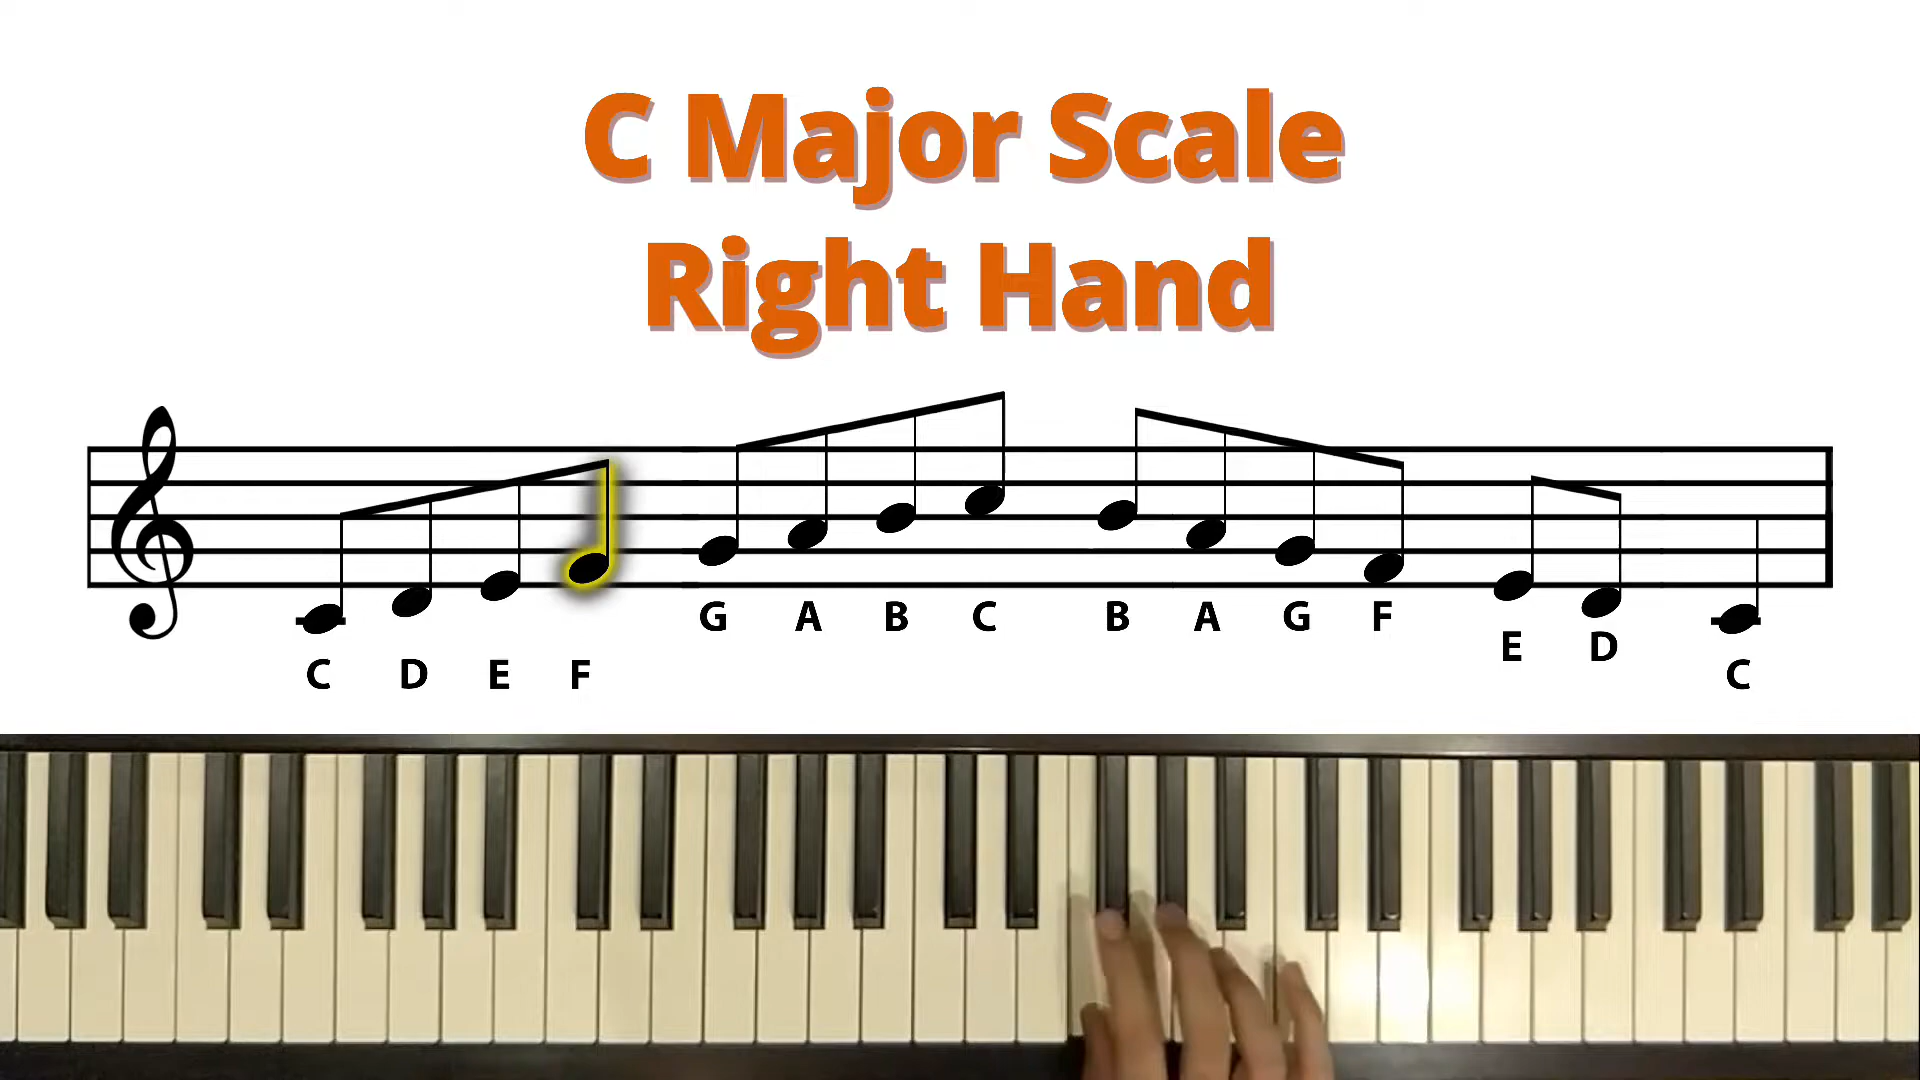 C Major Scale
Right Hand
G A B C B A G F
E D
C D E F C